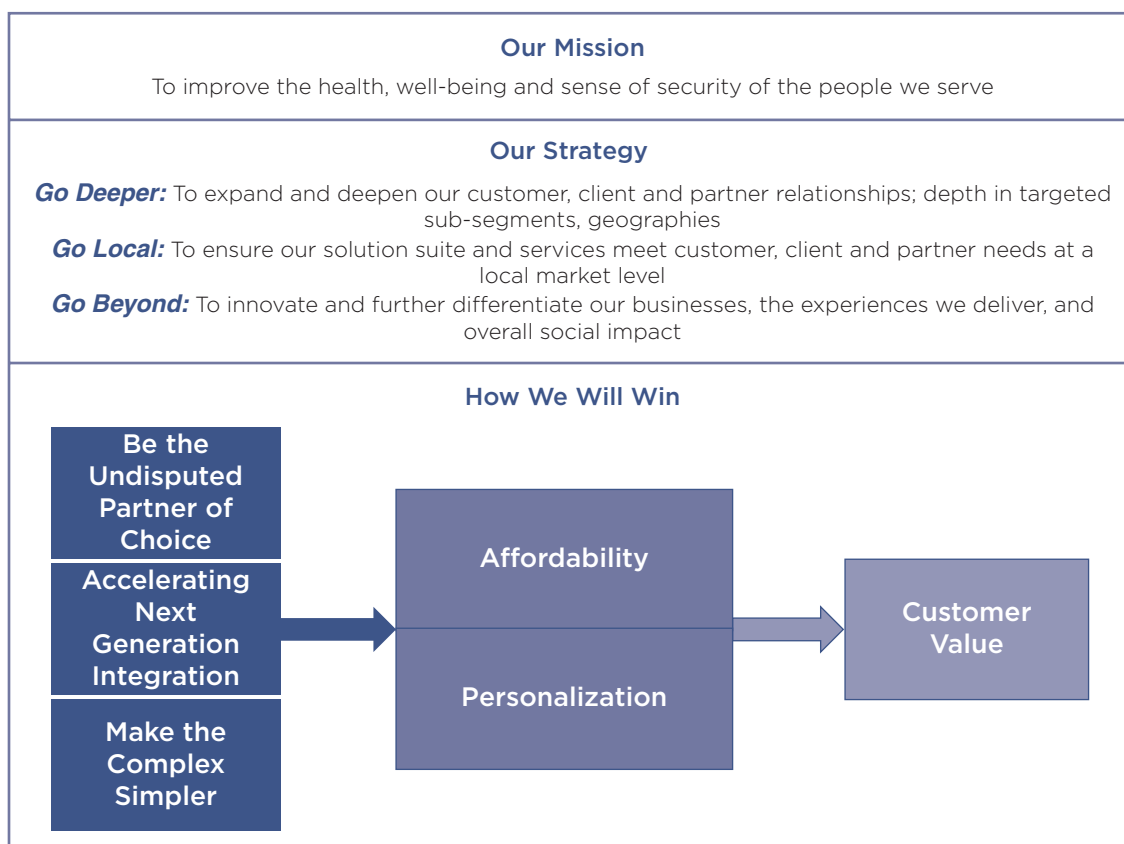 Our Mission
To improve the health, well-being and sense of security of the people we serve
Our Strategy
Go Deeper: To expand and deepen our customer, client and partner relationships; depth in targeted
sub-segments, geographies
Go Local: To ensure our solution suite and services meet customer, client and partner needs at a
local market level
Go Beyond: To innovate and further differentiate our businesses, the experiences we deliver, and
overall social impact
How We Will Win
Be the
Undisputed
Partner of
Choice
Accelerating
Next
Generation
Integration
Make the
Complex
Simpler
Affordability
Personalization
Customer
Value